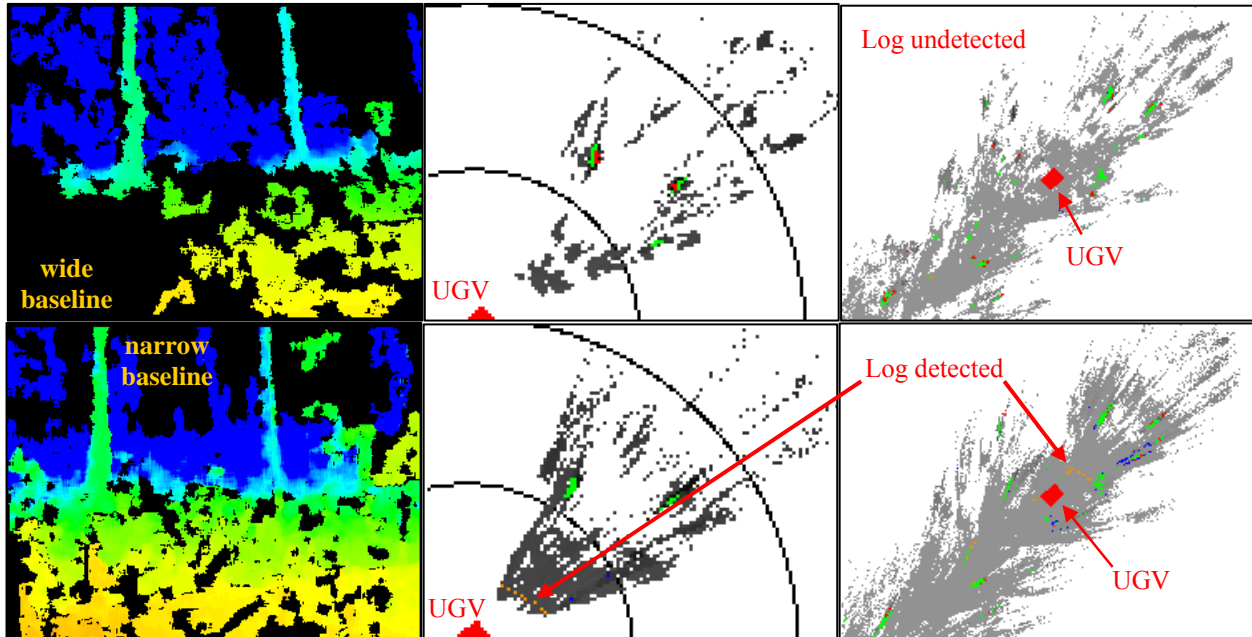 wide
baseline
UGV
Log undetected
UGV
narrow
baseline
UGV
Log detected
UGV